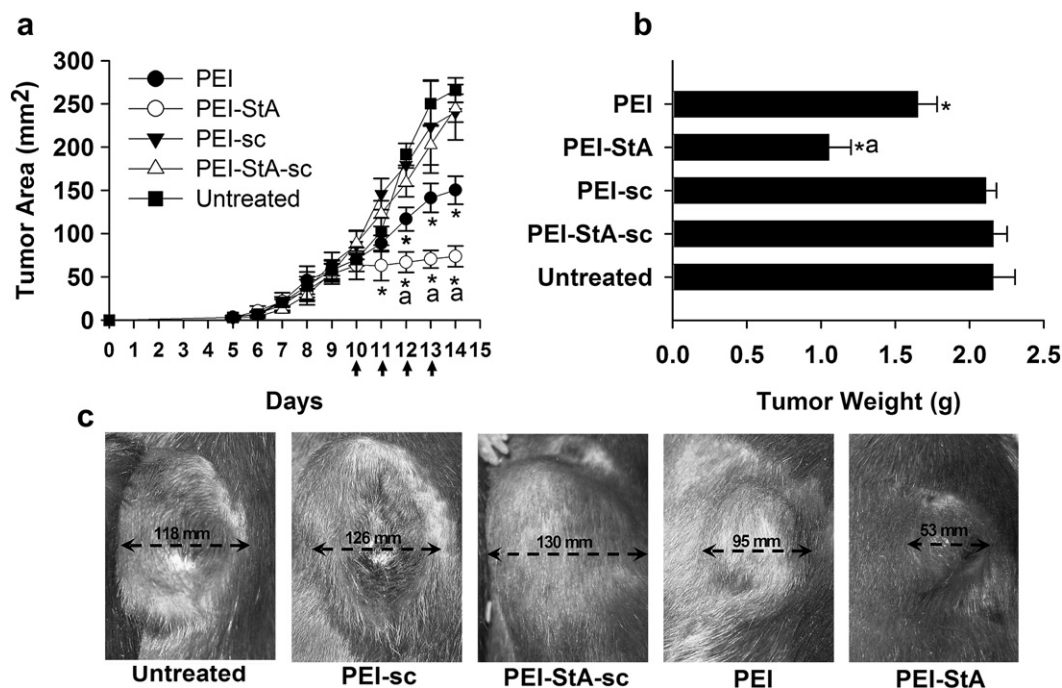 a
Tumor Area (mm2)
300
250
200
150
100
50
0
PEI
PEI-StA
PEI-sc
PEI-StA-sc
Untreated
*
*
*
*
*
*
*
a
a
a
0 1 2 3 4 5 6 7 8 9 10 11 12 13 14 15
Days
b
PEI
PEI-StA
PEI-sc
PEI-StA-sc
Untreated
*
*a
0.0 0.5 1.0 1.5 2.0 2.5
Tumor Weight (g)
c
118 mm
126 mm
130 mm
95 mm
53 mm
Untreated
PEI-sc
PEI-StA-sc
PEI
PEI-StA